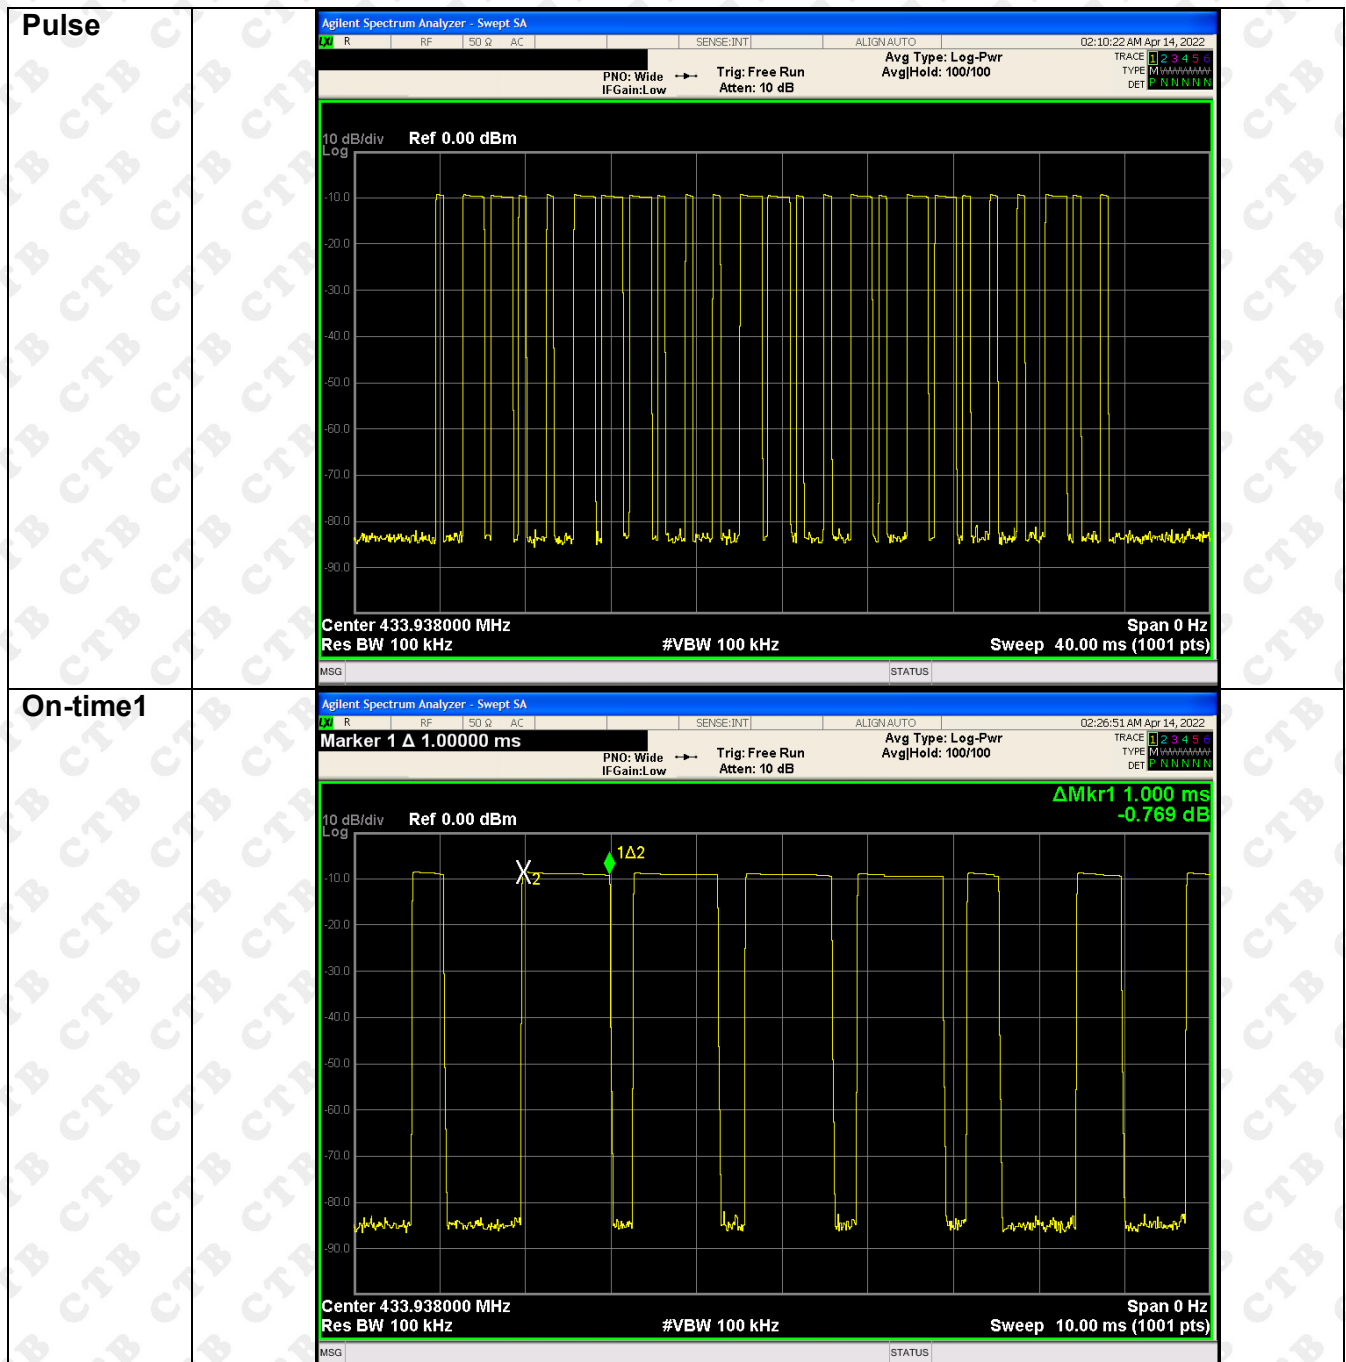 Pulse
Agilent Spectrum Analyzer - Swept SA
LXI R RF 50 Ω AC SENSE:INT ALIGN AUTO 02:10:22 AM Apr 14, 2022
Avg Type: Log-Pwr TRACE 1 2 3 4 5 6
PNO: Wide Trig: Free Run Avg|Hold: 100/100 TYPE M
IFGain:Low Atten: 10 dB DET P N N N N N
10 dB/div Ref 0.00 dBm
Log
-10.0
-20.0
-30.0
-40.0
-50.0
-60.0
-70.0
-80.0
-90.0
Center 433.938000 MHz Span 0 Hz
Res BW 100 kHz #VBW 100 kHz Sweep 40.00 ms (1001 pts)
MSG STATUS
On-time1
Agilent Spectrum Analyzer - Swept SA
LXI R RF 50 Ω AC SENSE:INT ALIGN AUTO 02:26:51 AM Apr 14, 2022
Marker 1 Δ 1.00000 ms Avg Type: Log-Pwr TRACE 1 2 3 4 5 6
PNO: Wide Trig: Free Run Avg|Hold: 100/100 TYPE M
IFGain:Low Atten: 10 dB DET P N N N N N
ΔMkr1 1.000 ms
10 dB/div Ref 0.00 dBm -0.769 dB
Log
1Δ2
X2
-10.0
-20.0
-30.0
-40.0
-50.0
-60.0
-70.0
-80.0
-90.0
Center 433.938000 MHz Span 0 Hz
Res BW 100 kHz #VBW 100 kHz Sweep 10.00 ms (1001 pts)
MSG STATUS
CTB